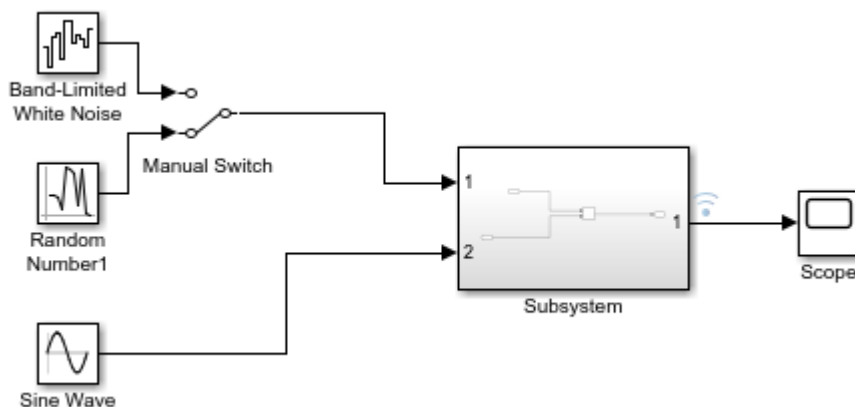 Band-Limited
White Noise
Manual Switch
Random
Number1
1
2
1
Subsystem
Scope
Sine Wave